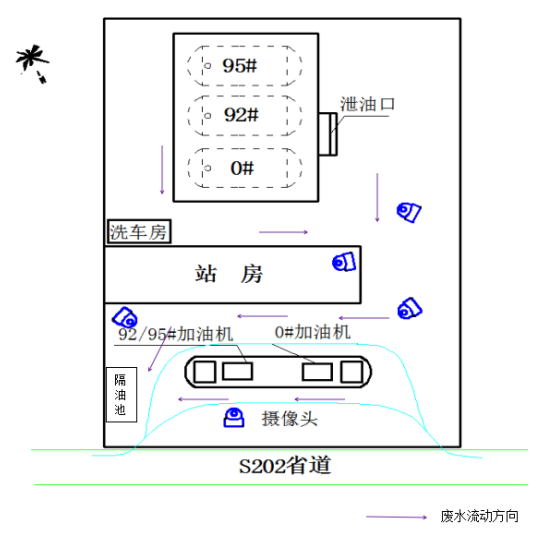 95#
92#
泄油口
0#
洗车房
站 房
92/95#加油机
0#加油机
隔
油
池
摄像头
S202省道
废水流动方向